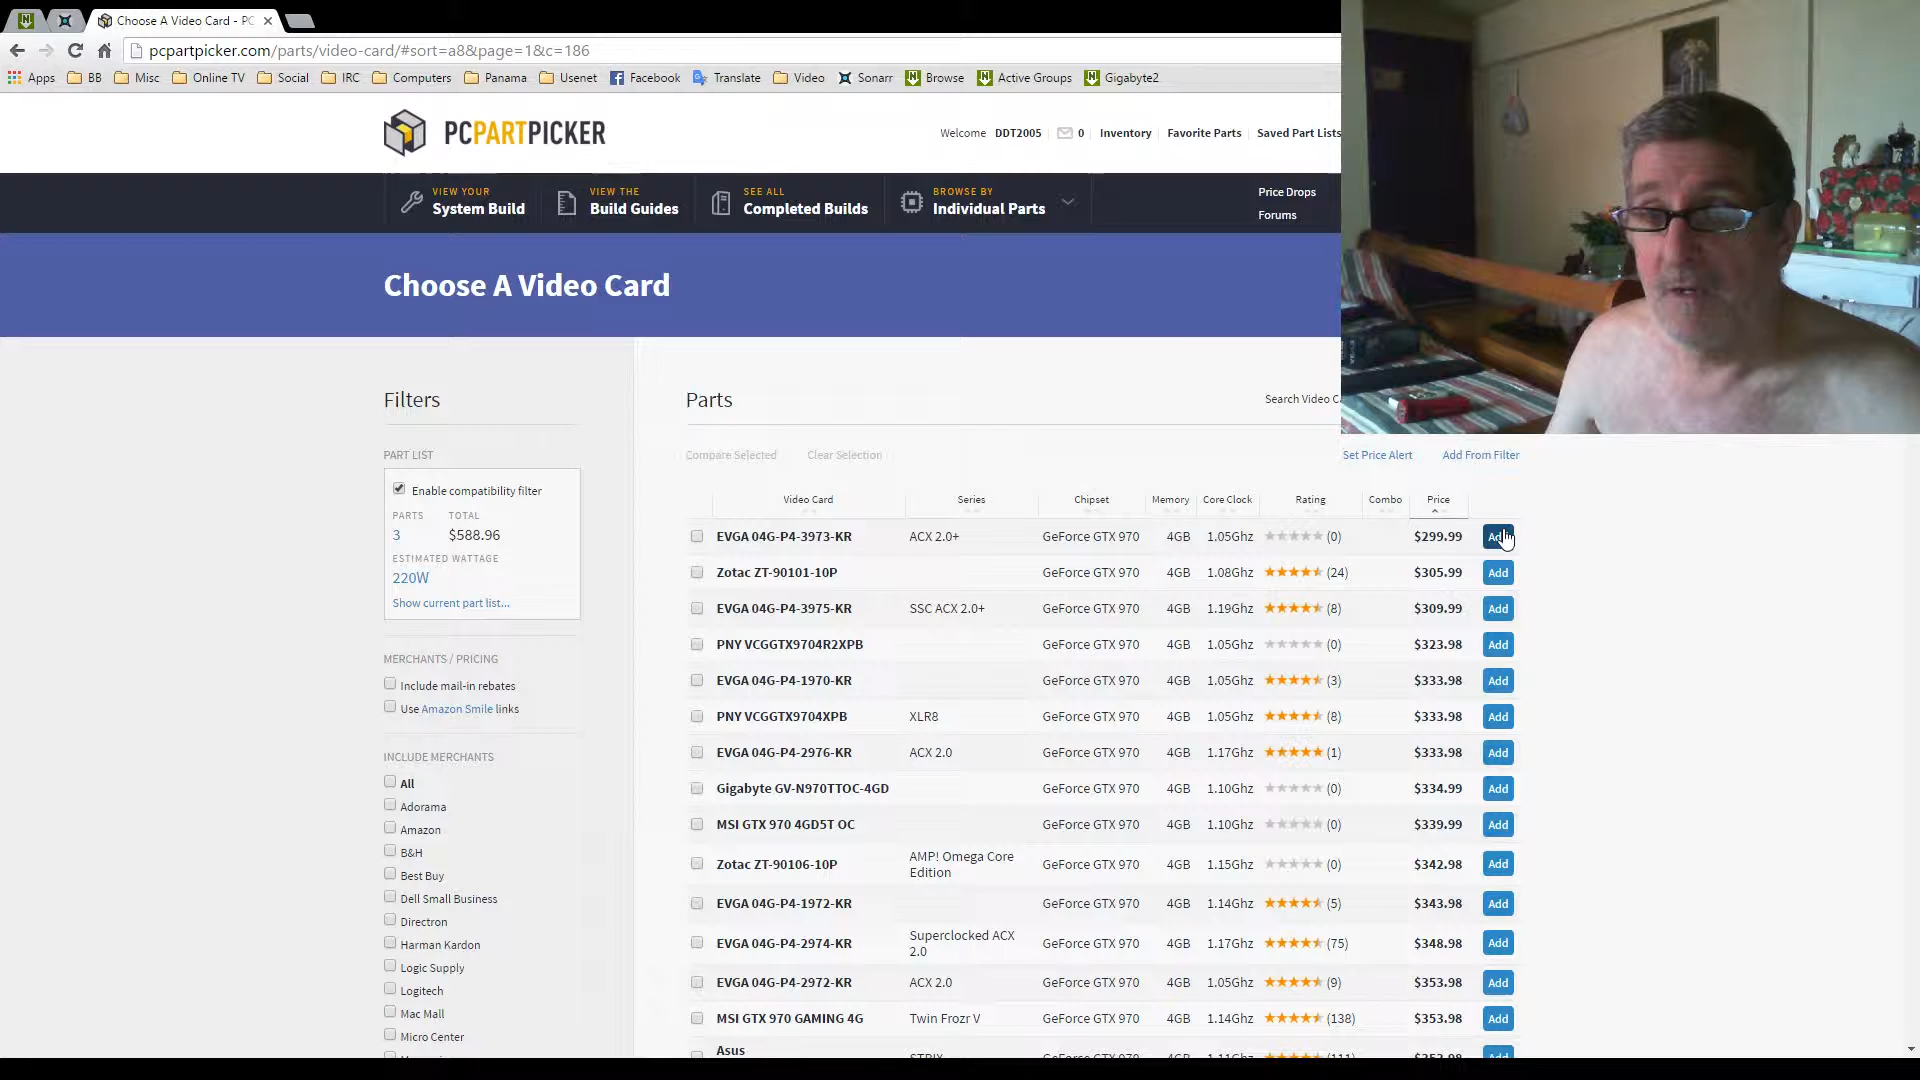 Choose A Video Card - PC
pcpartpicker.com/parts/video-card/#sort=a8&page=1&c=186
Apps BB Misc Online TV Social IRC Computers Panama Usenet Facebook Translate Video Sonarr Browse Active Groups Gigabyte2
PCPARTPICKER
Welcome DDT2005 0 Inventory Favorite Parts Saved Part Lists
VIEW YOUR System Build
VIEW THE Build Guides
SEE ALL Completed Builds
BROWSE BY Individual Parts
Price Drops
Forums
Choose A Video Card
Filters
PART LIST
Enable compatibility filter
PARTS TOTAL
3 $588.96
ESTIMATED WATTAGE
220W
Show current part list...
MERCHANTS / PRICING
Include mail-in rebates
Use Amazon Smile links
INCLUDE MERCHANTS
All
Adorama
Amazon
B&H
Best Buy
Dell Small Business
Directron
Harman Kardon
Logic Supply
Logitech
Mac Mall
Micro Center
Parts
Search Video C
Compare Selected Clear Selection Set Price Alert Add From Filter
Video Card Series Chipset Memory Core Clock Rating Combo Price
EVGA 04G-P4-3973-KR ACX 2.0+ GeForce GTX 970 4GB 1.05Ghz (0) $299.99 Add
Zotac ZT-90101-10P GeForce GTX 970 4GB 1.08Ghz (24) $305.99 Add
EVGA 04G-P4-3975-KR SSC ACX 2.0+ GeForce GTX 970 4GB 1.19Ghz (8) $309.99 Add
PNY VCGGTX9704R2XPB GeForce GTX 970 4GB 1.05Ghz (0) $323.98 Add
EVGA 04G-P4-1970-KR GeForce GTX 970 4GB 1.05Ghz (3) $333.98 Add
PNY VCGGTX9704XPB XLR8 GeForce GTX 970 4GB 1.05Ghz (8) $333.98 Add
EVGA 04G-P4-2976-KR ACX 2.0 GeForce GTX 970 4GB 1.17Ghz (1) $333.98 Add
Gigabyte GV-N970TTOC-4GD GeForce GTX 970 4GB 1.10Ghz (0) $334.99 Add
MSI GTX 970 4GD5T OC GeForce GTX 970 4GB 1.10Ghz (0) $339.99 Add
Zotac ZT-90106-10P AMP! Omega Core Edition GeForce GTX 970 4GB 1.15Ghz (0) $342.98 Add
EVGA 04G-P4-1972-KR GeForce GTX 970 4GB 1.14Ghz (5) $343.98 Add
EVGA 04G-P4-2974-KR Superclocked ACX 2.0 GeForce GTX 970 4GB 1.17Ghz (75) $348.98 Add
EVGA 04G-P4-2972-KR ACX 2.0 GeForce GTX 970 4GB 1.05Ghz (9) $353.98 Add
MSI GTX 970 GAMING 4G Twin Frozr V GeForce GTX 970 4GB 1.14Ghz (138) $353.98 Add
Asus STRIX GeForce GTX 970 4GB 1.11Ghz (111) Add